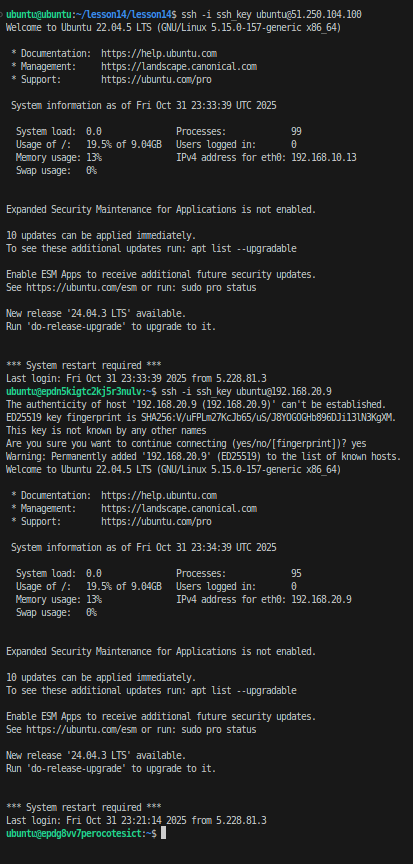 ubuntu@ubuntu:~/lesson14/lesson14$ ssh -i ssh_key ubuntu@51.250.104.100
Welcome to Ubuntu 22.04.5 LTS (GNU/Linux 5.15.0-157-generic x86_64)
* Documentation:  https://help.ubuntu.com
* Management:     https://landscape.canonical.com
* Support:        https://ubuntu.com/pro
System information as of Fri Oct 31 23:33:39 UTC 2025
System load:  0.0               Processes:             99
Usage of /:   19.5% of 9.04GB   Users logged in:       0
Memory usage: 13%               IPv4 address for eth0: 192.168.10.13
Swap usage:   0%
Expanded Security Maintenance for Applications is not enabled.
10 updates can be applied immediately.
To see these additional updates run: apt list --upgradable
Enable ESM Apps to receive additional future security updates.
See https://ubuntu.com/esm or run: sudo pro status
New release '24.04.3 LTS' available.
Run 'do-release-upgrade' to upgrade to it.
*** System restart required ***
Last login: Fri Oct 31 23:33:39 2025 from 5.228.81.3
ubuntu@epdn5kigtc2kj5r3nulv:~$ ssh -i ssh_key ubuntu@192.168.20.9
The authenticity of host '192.168.20.9 (192.168.20.9)' can't be established.
ED25519 key fingerprint is SHA256:V/uFPLm27KcJb65/uS/J8YOGOGHb896DJi13lN3KgXM.
This key is not known by any other names
Are you sure you want to continue connecting (yes/no/[fingerprint])? yes
Warning: Permanently added '192.168.20.9' (ED25519) to the list of known hosts.
Welcome to Ubuntu 22.04.5 LTS (GNU/Linux 5.15.0-157-generic x86_64)
* Documentation:  https://help.ubuntu.com
* Management:     https://landscape.canonical.com
* Support:        https://ubuntu.com/pro
System information as of Fri Oct 31 23:34:39 UTC 2025
System load:  0.0               Processes:             95
Usage of /:   19.5% of 9.04GB   Users logged in:       0
Memory usage: 13%               IPv4 address for eth0: 192.168.20.9
Swap usage:   0%
Expanded Security Maintenance for Applications is not enabled.
10 updates can be applied immediately.
To see these additional updates run: apt list --upgradable
Enable ESM Apps to receive additional future security updates.
See https://ubuntu.com/esm or run: sudo pro status
New release '24.04.3 LTS' available.
Run 'do-release-upgrade' to upgrade to it.
*** System restart required ***
Last login: Fri Oct 31 23:21:14 2025 from 5.228.81.3
ubuntu@epdg8vv7perocotesict:~$